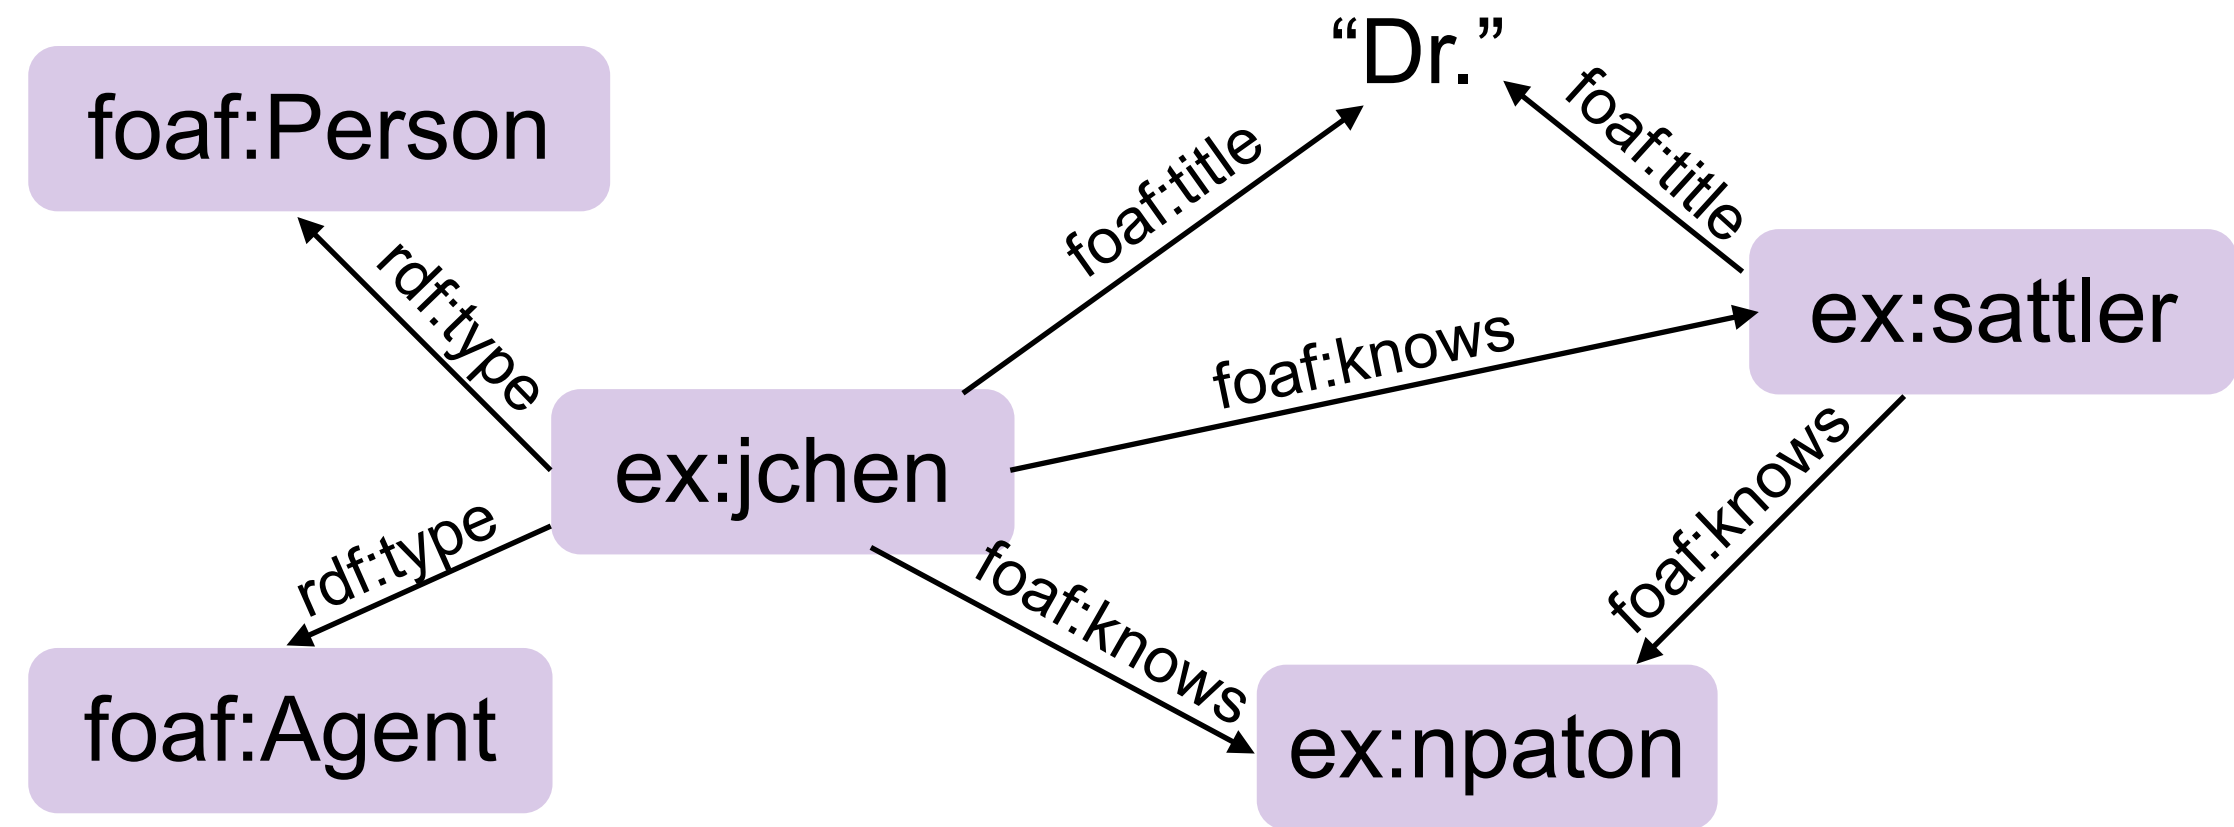 “Dr.”
foaf:Person
foaf:title
foaf:title
rdf:type
ex:sattler
foaf:knows
ex:jchen
foaf:knows
rdf:type
foaf:knows
foaf:Agent
ex:npaton